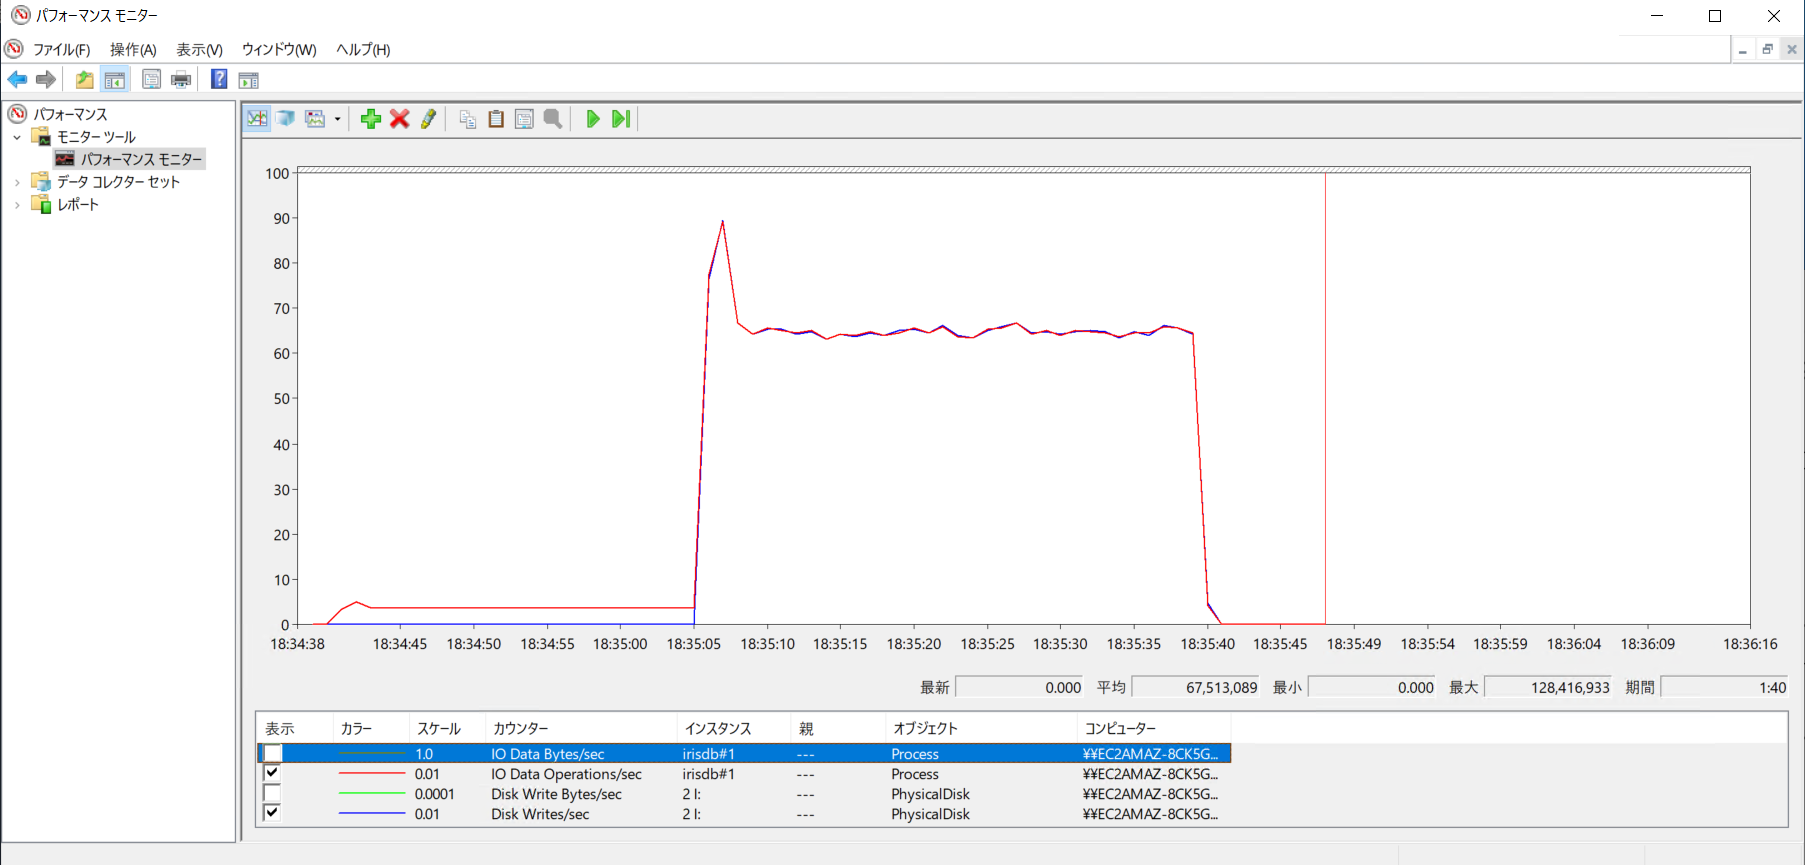 パフォーマンス モニター
ファイル(F) 操作(A) 表示(V) ウィンドウ(W) ヘルプ(H)
パフォーマンス
モニター ツール
パフォーマンス モニター
データ コレクター セット
レポート
100
90
80
70
60
50
40
30
20
10
0
18:34:38 18:34:45 18:34:50 18:34:55 18:35:00 18:35:05 18:35:10 18:35:15 18:35:20 18:35:25 18:35:30 18:35:35 18:35:40 18:35:45 18:35:49 18:35:54 18:35:59 18:36:04 18:36:09 18:36:16
最新 0.000 平均 67,513,089 最小 0.000 最大 128,416,933 期間 1:40
表示 カラー スケール カウンター インスタンス 親 オブジェクト コンピューター
1.0 IO Data Bytes/sec irisdb#1 --- Process ¥¥EC2AMAZ-8CK5G...
0.01 IO Data Operations/sec irisdb#1 --- Process ¥¥EC2AMAZ-8CK5G...
0.0001 Disk Write Bytes/sec 2 I: --- PhysicalDisk ¥¥EC2AMAZ-8CK5G...
0.01 Disk Writes/sec 2 I: --- PhysicalDisk ¥¥EC2AMAZ-8CK5G...